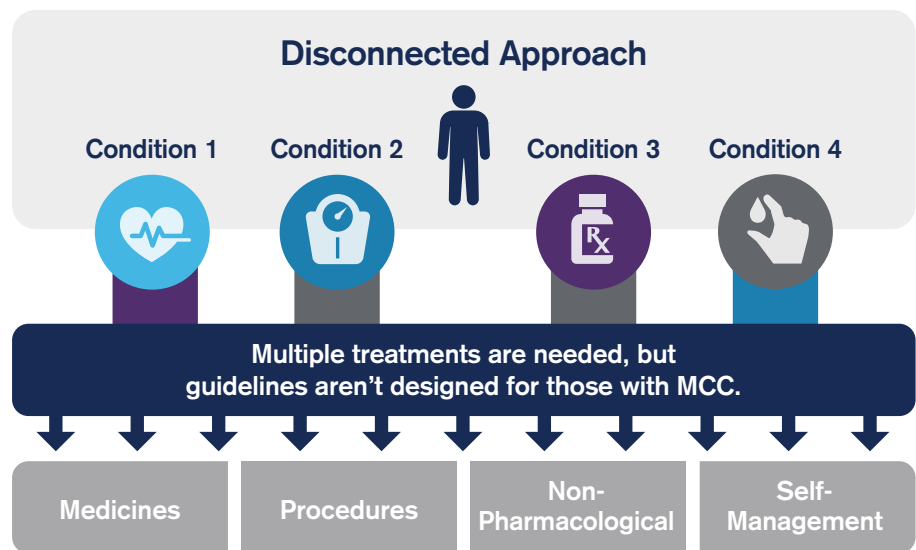 Disconnected Approach
Condition 1
Condition 2
Condition 3
Condition 4
Rx
Multiple treatments are needed, but
guidelines aren’t designed for those with MCC.
Medicines
Procedures
Non-
Pharmacological
Self-
Management